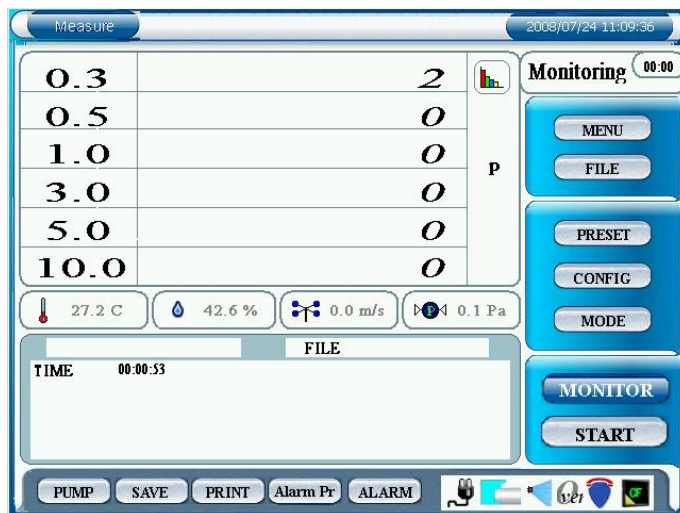 Measure 2008/07/24 11:09:36
0.3 2
0.5 0
1.0 0
3.0 0
5.0 0
10.0 0
P
Monitoring 00:00
MENU
FILE
PRESET
CONFIG
MODE
MONITOR
START
27.2 C 42.6 % 0.0 m/s P 0.1 Pa
FILE
TIME 00:00:53
PUMP SAVE PRINT Alarm Pr ALARM
CF